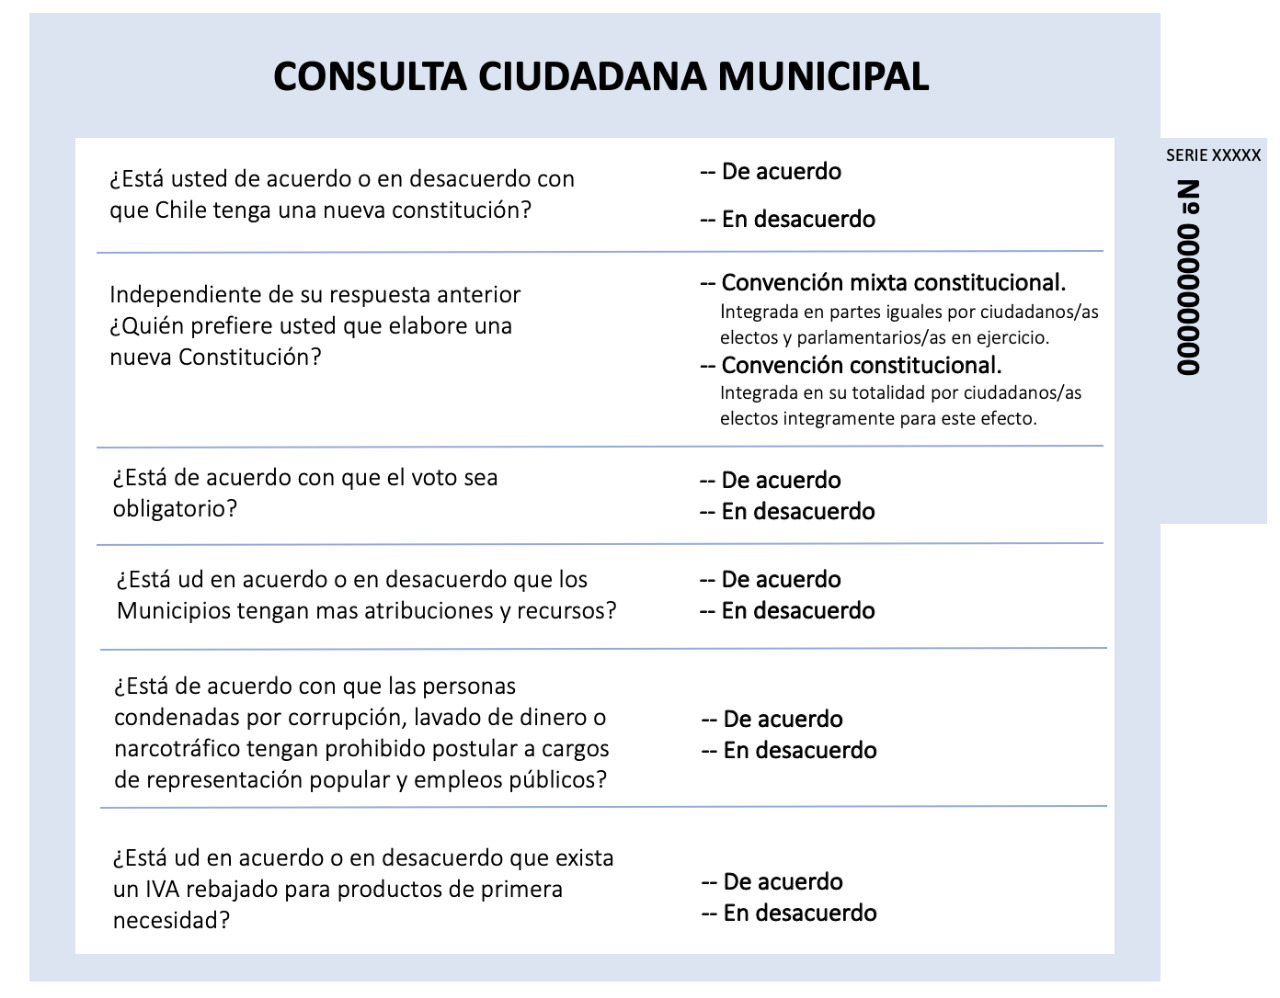 CONSULTA CIUDADANA MUNICIPAL
SERIE XXXXX
Nº 000000000
¿Está usted de acuerdo o en desacuerdo con
que Chile tenga una nueva constitución?
-- De acuerdo
-- En desacuerdo
Independiente de su respuesta anterior
¿Quién prefiere usted que elabore una
nueva Constitución?
-- Convención mixta constitucional.
Integrada en partes iguales por ciudadanos/as
electos y parlamentarios/as en ejercicio.
-- Convención constitucional.
Integrada en su totalidad por ciudadanos/as
electos integramente para este efecto.
¿Está de acuerdo con que el voto sea
obligatorio?
-- De acuerdo
-- En desacuerdo
¿Está ud en acuerdo o en desacuerdo que los
Municipios tengan mas atribuciones y recursos?
-- De acuerdo
-- En desacuerdo
¿Está de acuerdo con que las personas
condenadas por corrupción, lavado de dinero o
narcotráfico tengan prohibido postular a cargos
de representación popular y empleos públicos?
-- De acuerdo
-- En desacuerdo
¿Está ud en acuerdo o en desacuerdo que exista
un IVA rebajado para productos de primera
necesidad?
-- De acuerdo
-- En desacuerdo